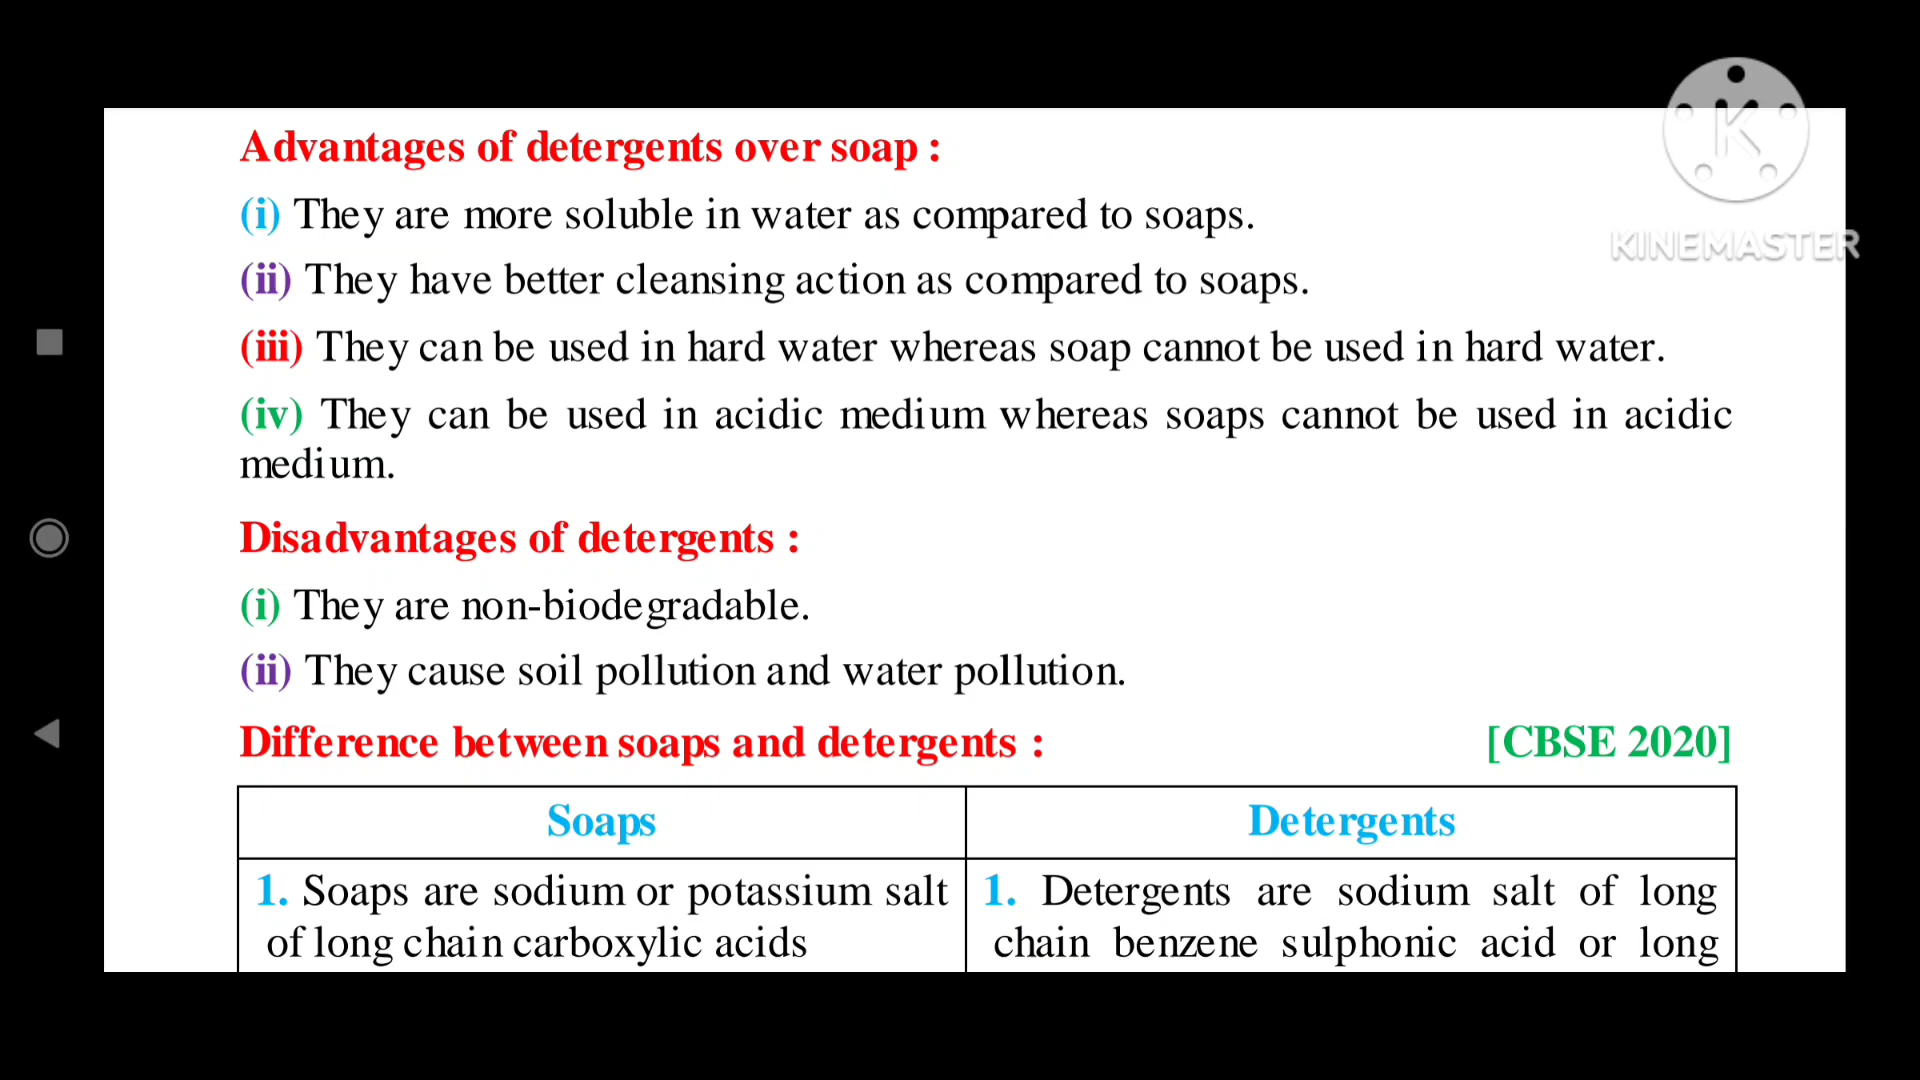 Advantages of detergents over soap :
(i) They are more soluble in water as compared to soaps.
(ii) They have better cleansing action as compared to soaps.
(iii) They can be used in hard water whereas soap cannot be used in hard water.
(iv) They can be used in acidic medium whereas soaps cannot be used in acidic
medium.
Disadvantages of detergents :
(i) They are non-biodegradable.
(ii) They cause soil pollution and water pollution.
Difference between soaps and detergents : [CBSE 2020]
Soaps
1. Soaps are sodium or potassium salt
of long chain carboxylic acids
Detergents
1. Detergents are sodium salt of long
chain benzene sulphonic acid or long
K
KINEMASTER